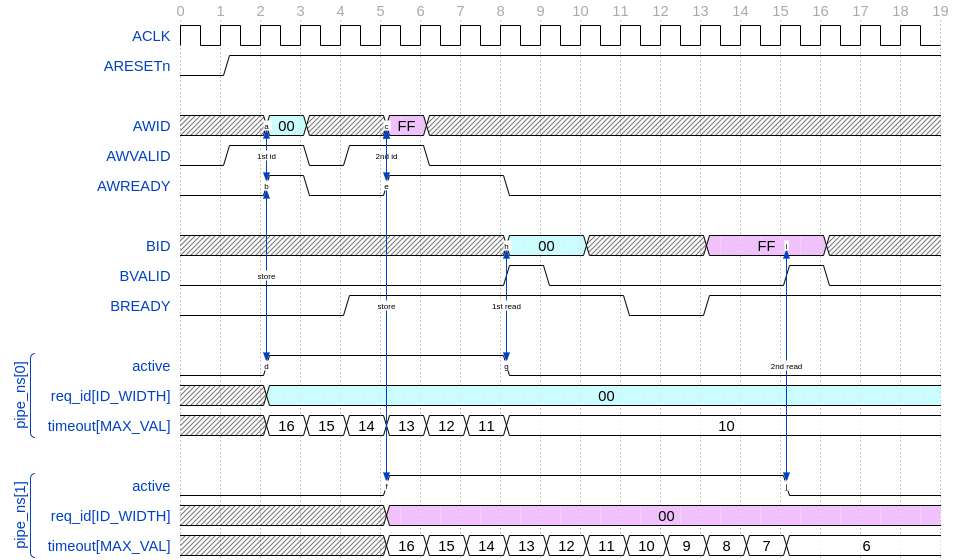 0 1 2 3 4 5 6 7 8 9 10 11 12 13 14 15 16 17 18 19
ACLK
ARESETn
AWID a 00 c FF
AWVALID 1st id 2nd id
AWREADY b e
BID h 00 FF i
BVALID store
BREADY store 1st read
pipe_ns[0]
active d g 2nd read
req_id[ID_WIDTH] 00
timeout[MAX_VAL] 16 15 14 13 12 11 10
pipe_ns[1]
active f j
req_id[ID_WIDTH] 00
timeout[MAX_VAL] 16 15 14 13 12 11 10 9 8 7 6